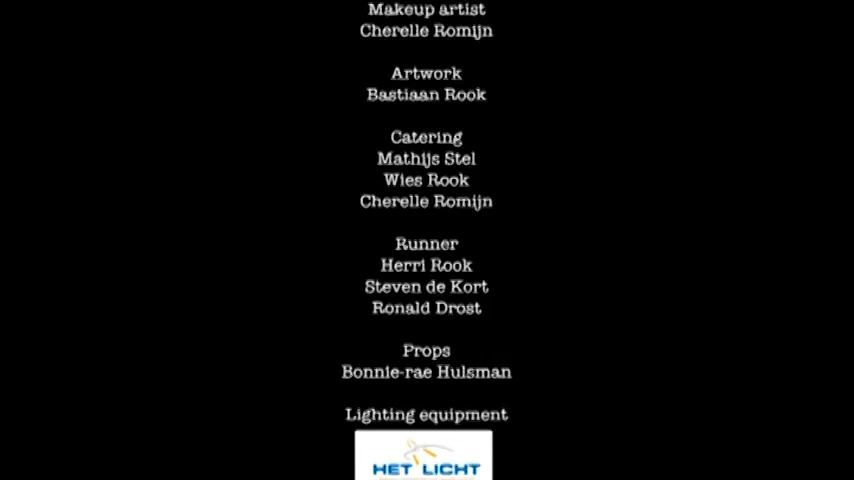 Makeup artist
Cherelle Romijn
Artwork
Bastiaan Rook
Catering
Mathijs Stel
Wies Rook
Cherelle Romijn
Runner
Herri Rook
Steven de Kort
Ronald Drost
Props
Bonnie-rae Hulsman
Lighting equipment
HET LICHT